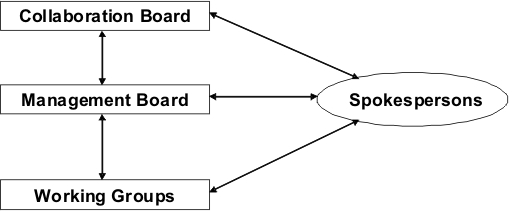 Collaboration Board
Management Board
Spokespersons
Working Groups